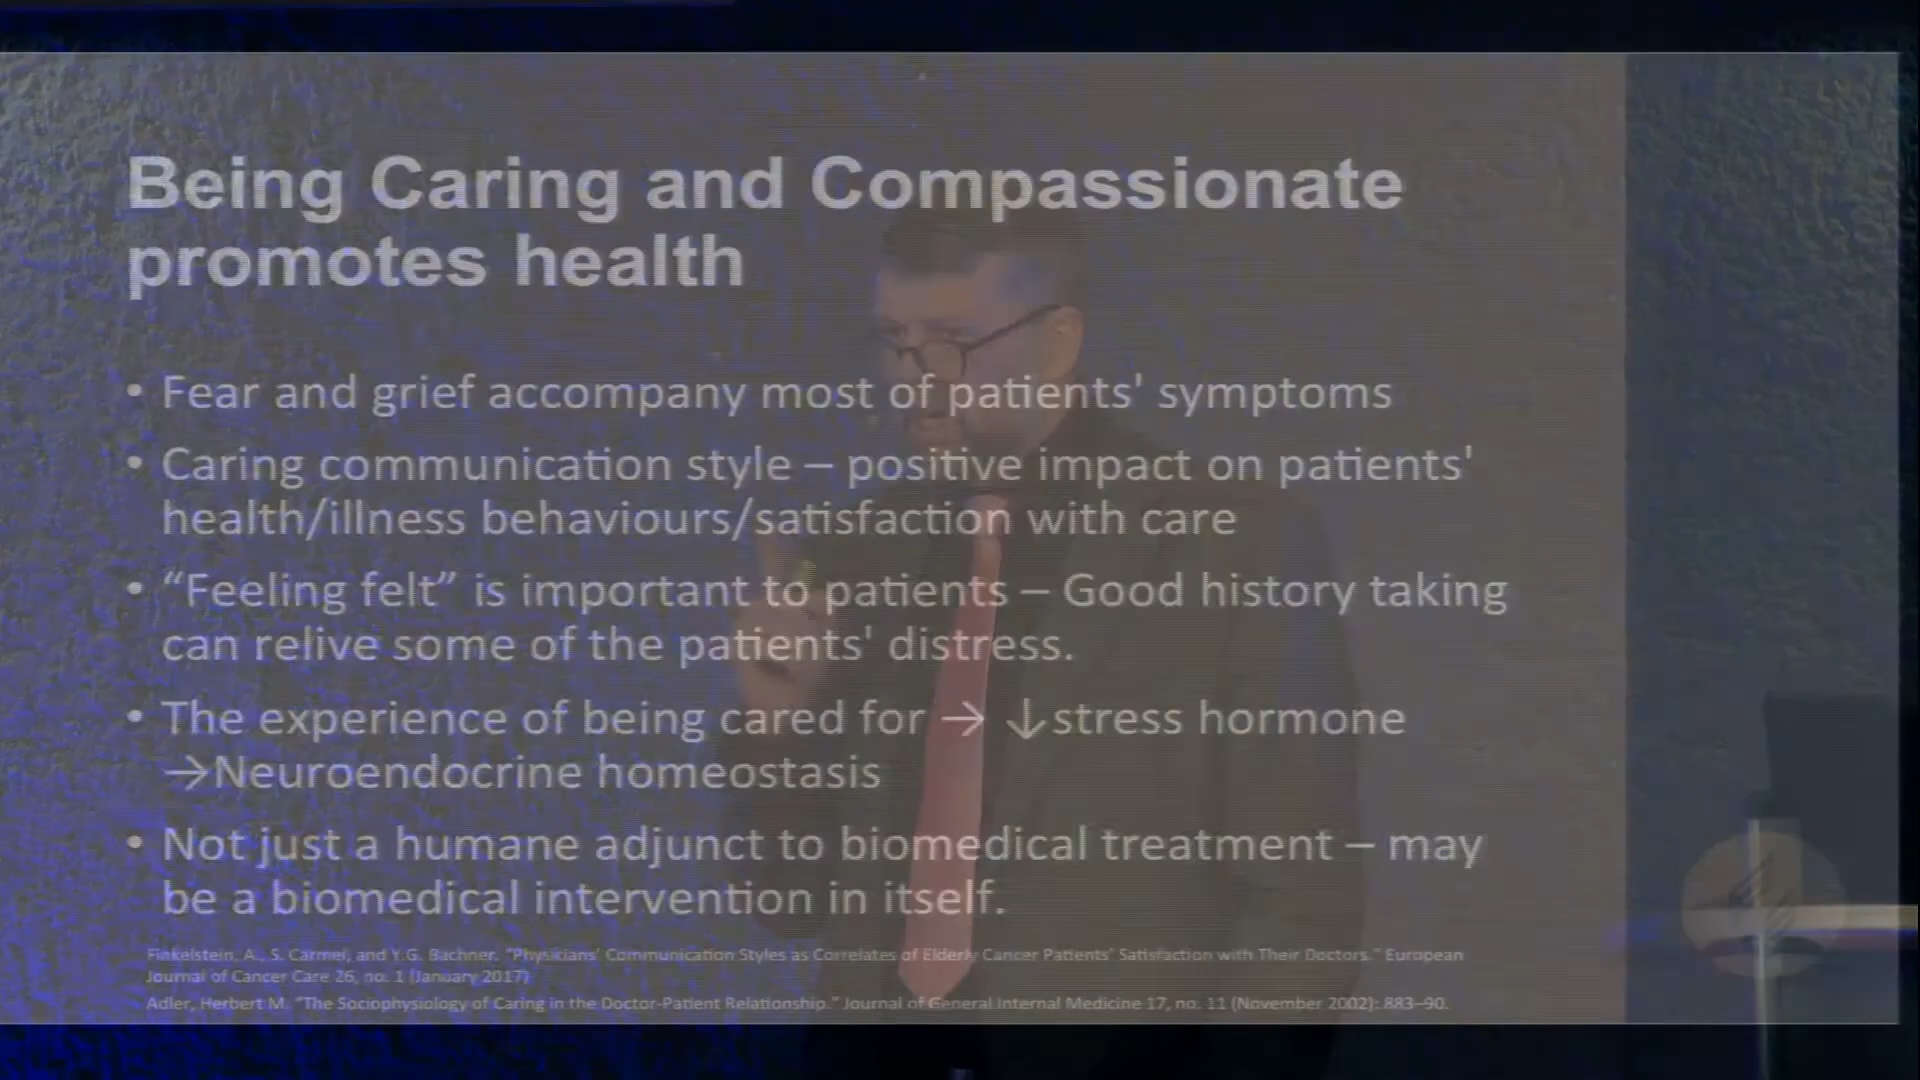 Being Caring and Compassionate
promotes health
• Fear and grief accompany most of patients' symptoms
• Caring communication style – positive impact on patients'
health/illness behaviours/satisfaction with care
• “Feeling felt” is important to patients – Good history taking
can relive some of the patients' distress.
• The experience of being cared for → ↓stress hormone
→Neuroendocrine homeostasis
• Not just a humane adjunct to biomedical treatment – may
be a biomedical intervention in itself.
Finkelstein, A., S. Carmel, and Y.G. Bachner. “Physicians’ Communication Styles as Correlates of Elderly Cancer Patients’ Satisfaction with Their Doctors.” European
Journal of Cancer Care 26, no. 1 (January 2017)
Adler, Herbert M. “The Sociophysiology of Caring in the Doctor-Patient Relationship.” Journal of General Internal Medicine 17, no. 11 (November 2002): 883–90.